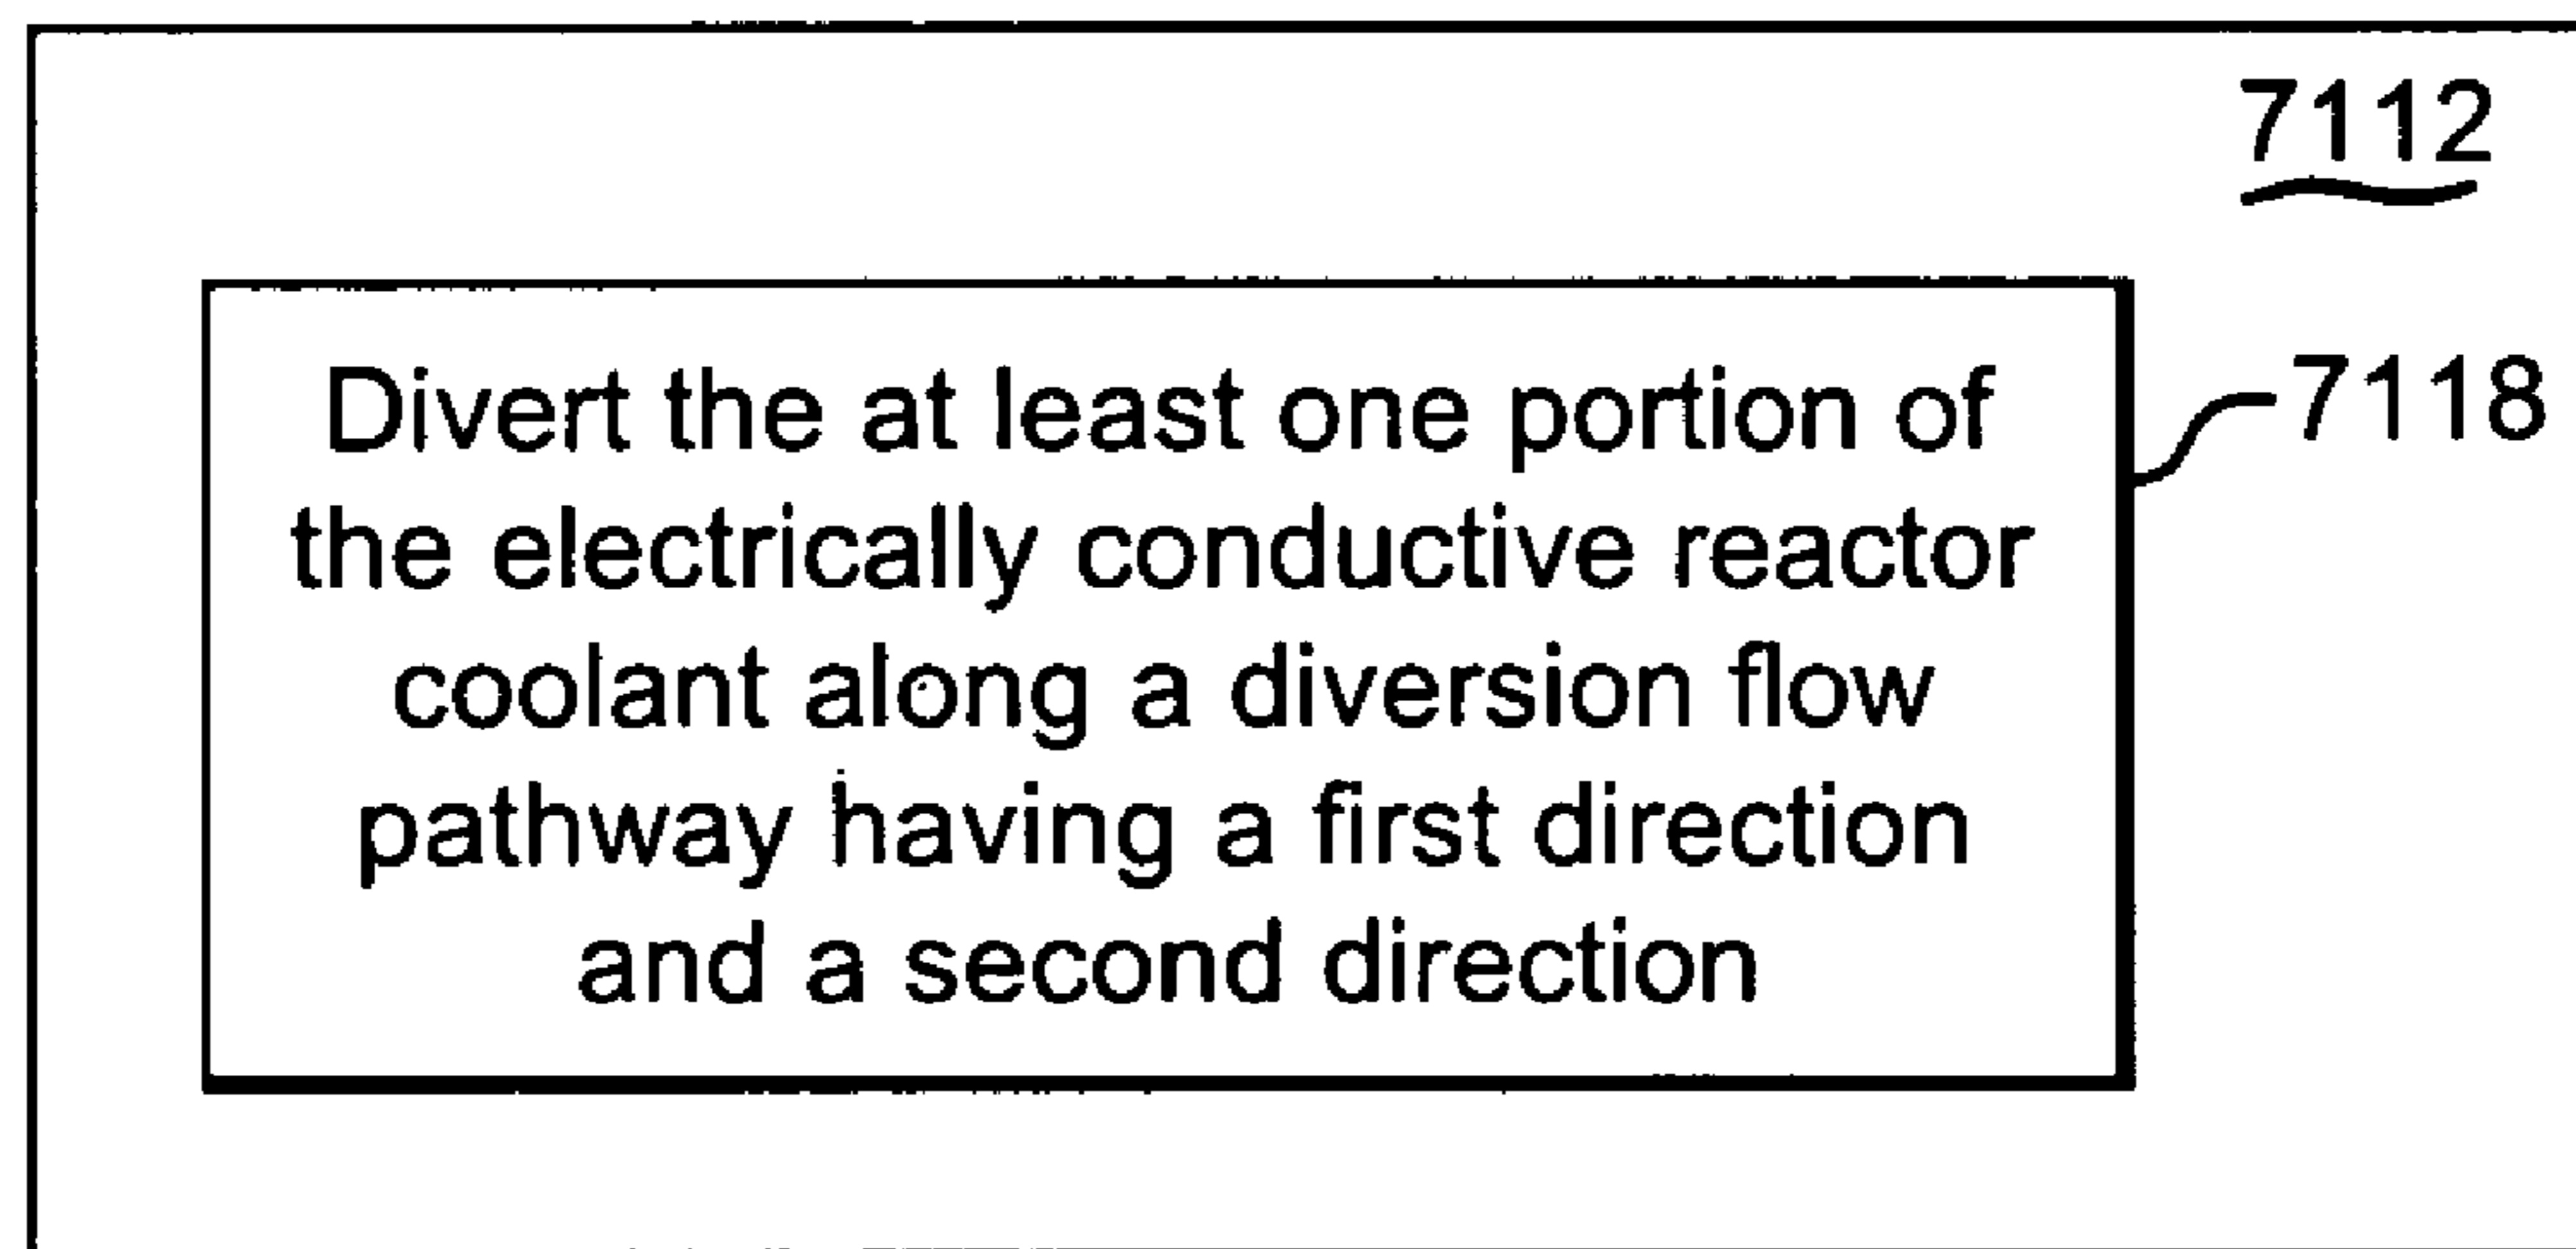 7112
Divert the at least one portion of
7118
the electrically conductive reactor
coolant along a diversion flow
pathway having a first direction
and a second direction